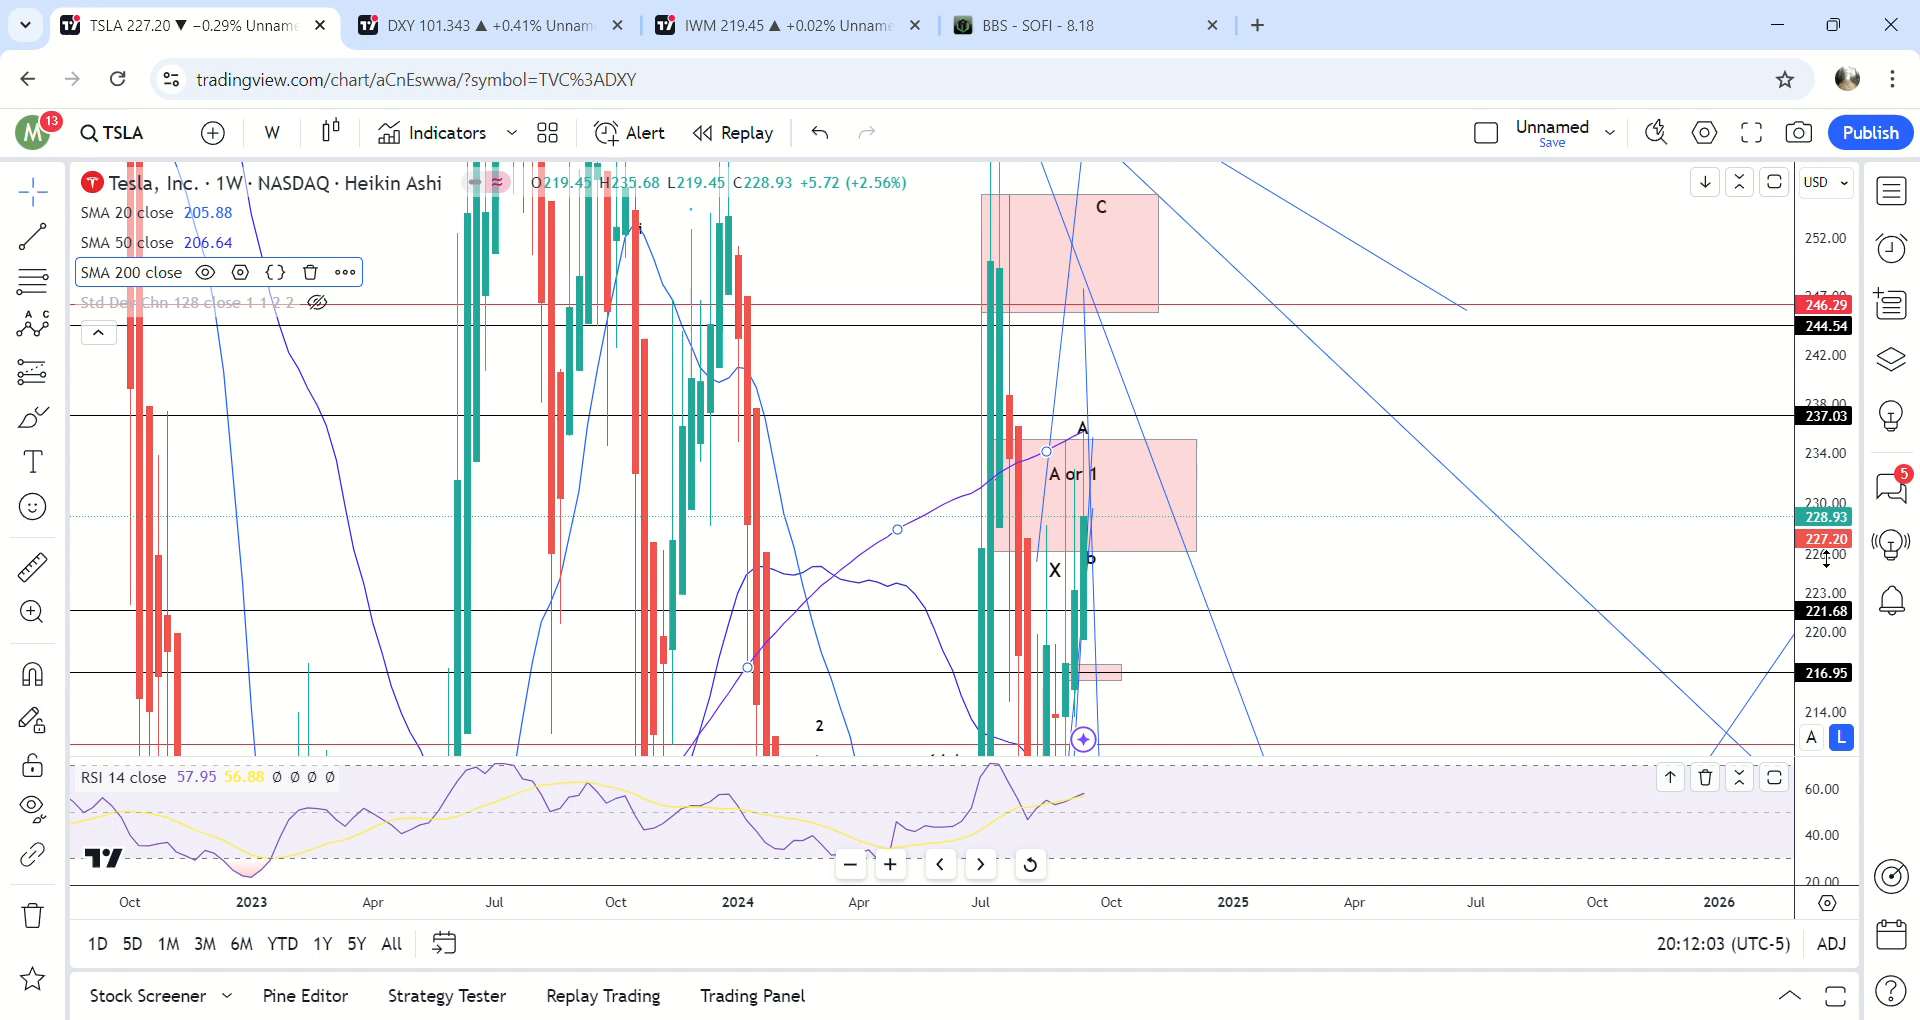 TSLA 227.20 ▼ −0.29% Unname
DXY 101.343 ▲ +0.41% Unnam
IWM 219.45 ▲ +0.02% Unname
BBS - SOFI - 8.18
tradingview.com/chart/aCnEswwa/?symbol=TVC%3ADXY
M 13 TSLA W Indicators Alert Replay Unnamed Save Publish
Tesla, Inc. · 1W · NASDAQ · Heikin Ashi O219.45 H235.68 L219.45 C228.93 +5.72 (+2.56%) USD
SMA 20 close 205.88
SMA 50 close 206.64
SMA 200 close
Std Dev Chn 128 close 1 1 2 2
C
A
A or 1
b
X
2
252.00
246.29
244.54
242.00
238.00
237.03
234.00
230.00
228.93
227.20
226.00
223.00
221.68
220.00
216.95
214.00
A L
RSI 14 close 57.95 56.88 Ø Ø Ø Ø
60.00
40.00
20.00
Oct 2023 Apr Jul Oct 2024 Apr Jul Oct 2025 Apr Jul Oct 2026
1D 5D 1M 3M 6M YTD 1Y 5Y All 20:12:03 (UTC-5) ADJ
Stock Screener Pine Editor Strategy Tester Replay Trading Trading Panel
5